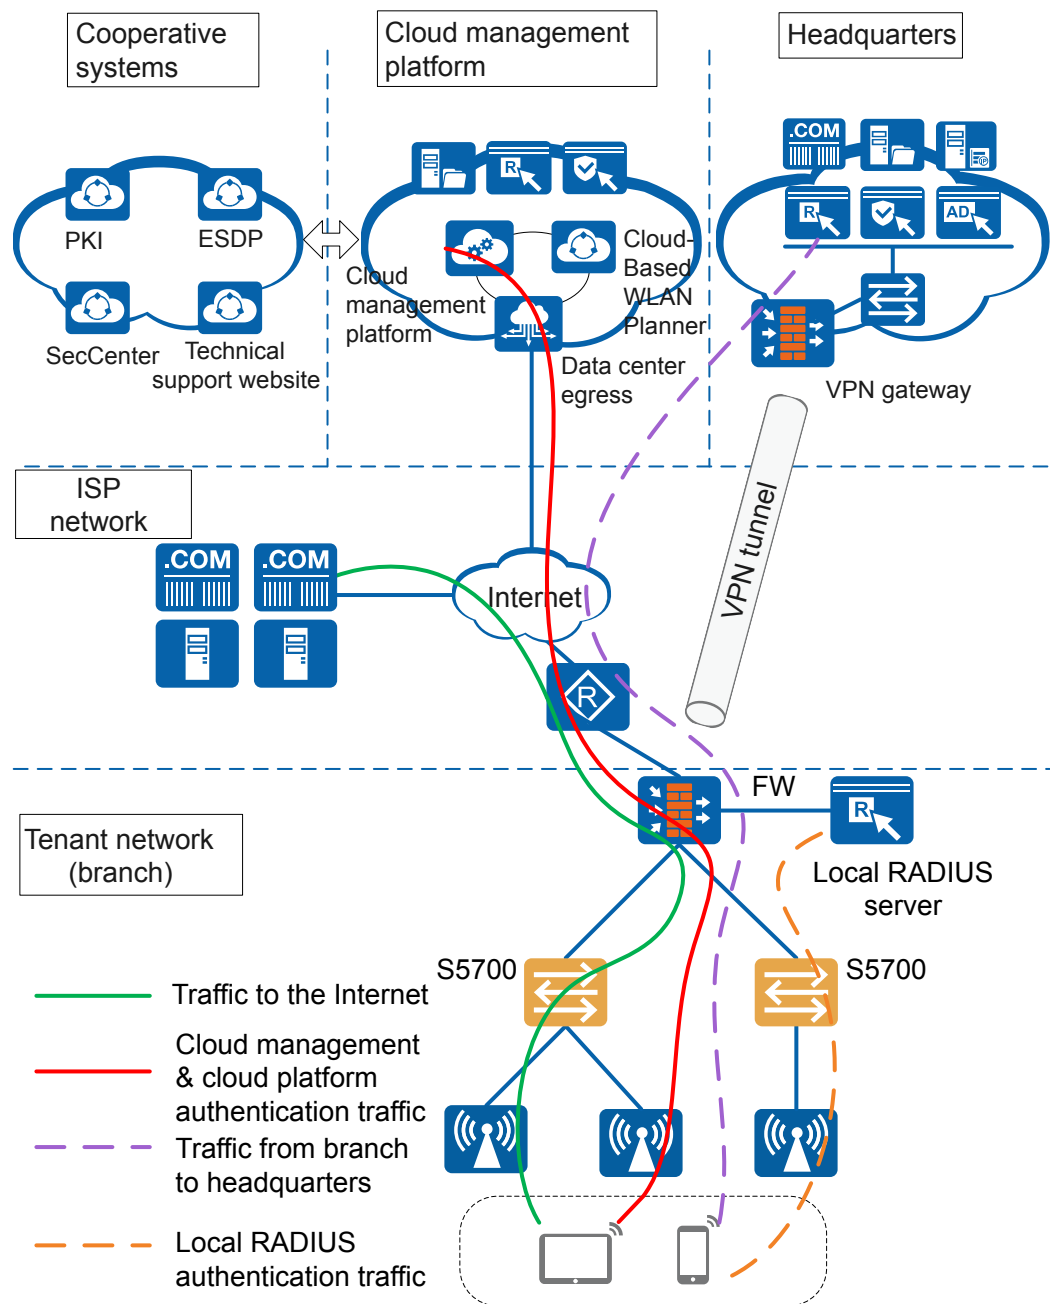 Cooperative
systems
Cloud management
platform
Headquarters
.COM
R
R
AD
IP
PKI
ESDP
SecCenter
Technical
support website
Cloud
management
platform
Cloud-
Based
WLAN
Planner
Data center
egress
VPN gateway
ISP
network
.COM
.COM
Internet
VPN tunnel
R
FW
R
Tenant network
(branch)
Local RADIUS
server
S5700
S5700
Traffic to the Internet
Cloud management
& cloud platform
authentication traffic
Traffic from branch
to headquarters
Local RADIUS
authentication traffic